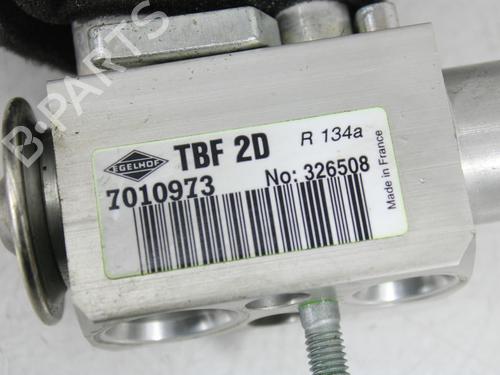 B-PARTS
EGELHOF
TBF 2D
R 134a
7010973
No: 326508
Made in France